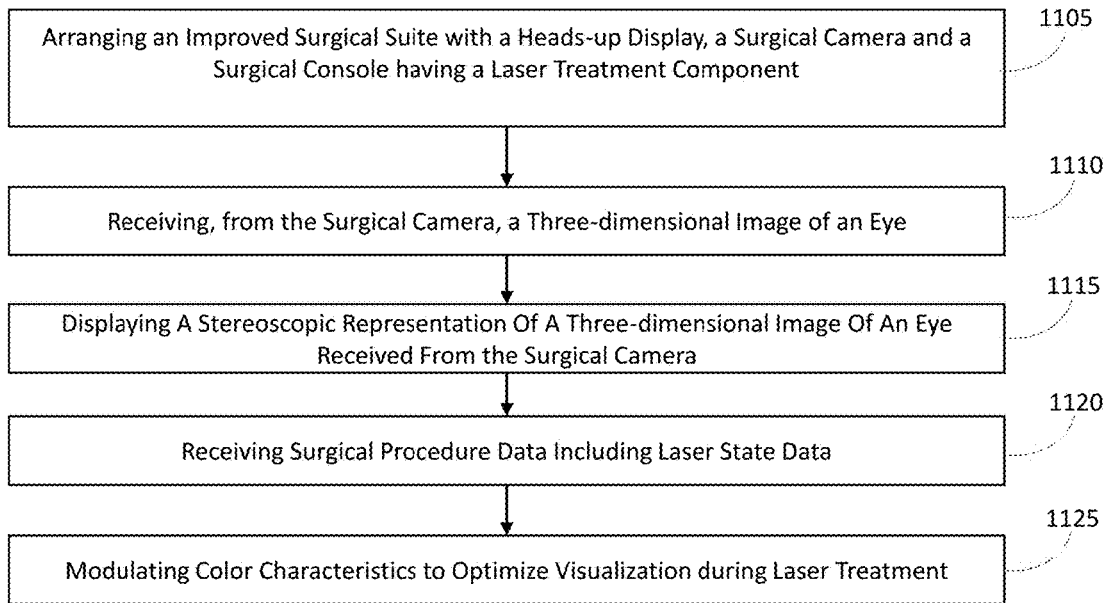 1105
Arranging an Improved Surgical Suite with a Heads-up Display, a Surgical Camera and a
Surgical Console having a Laser Treatment Component
1110
Receiving, from the Surgical Camera, a Three-dimensional Image of an Eye
1115
Displaying A Stereoscopic Representation Of A Three-dimensional Image Of An Eye
Received From the Surgical Camera
1120
Receiving Surgical Procedure Data Including Laser State Data
1125
Modulating Color Characteristics to Optimize Visualization during Laser Treatment